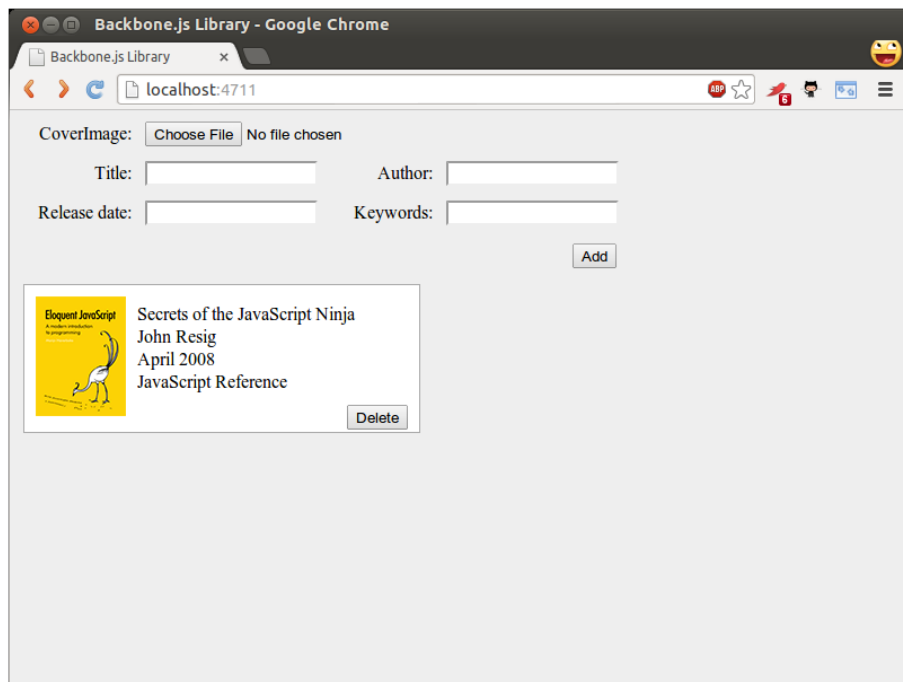 Backbone.js Library - Google Chrome
Backbone.js Library
localhost:4711
ABP
6
CoverImage: Choose File No file chosen
Title: Author:
Release date: Keywords:
Add
Eloquent JavaScript
A modern introduction
to programming
Secrets of the JavaScript Ninja
John Resig
April 2008
JavaScript Reference
Delete